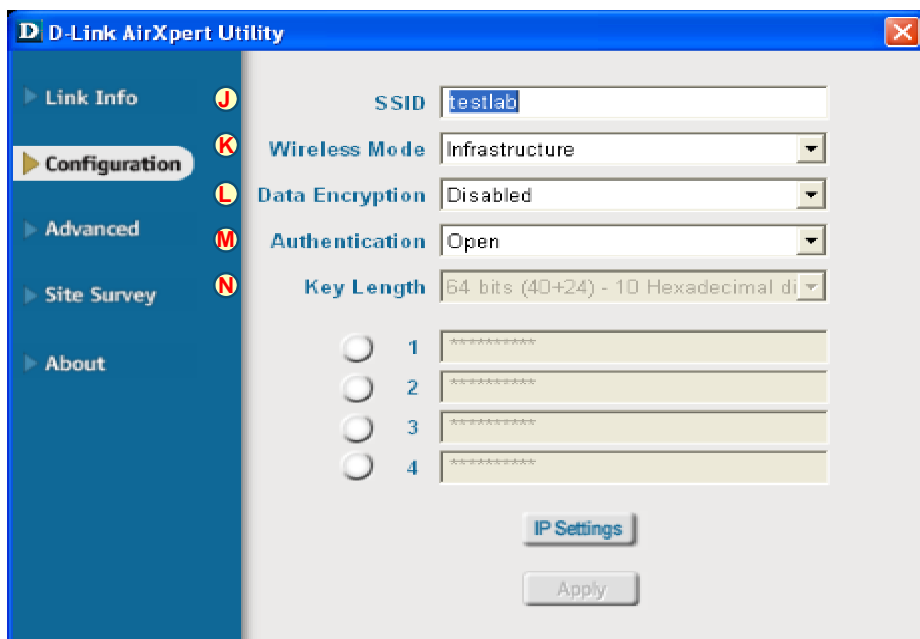 D D-Link AirXpert Utility
Link Info
Configuration
Advanced
Site Survey
About
J SSID testlab
K Wireless Mode Infrastructure
L Data Encryption Disabled
M Authentication Open
N Key Length 64 bits (40+24) - 10 Hexadecimal di
1 **********
2 **********
3 **********
4 **********
IP Settings
Apply